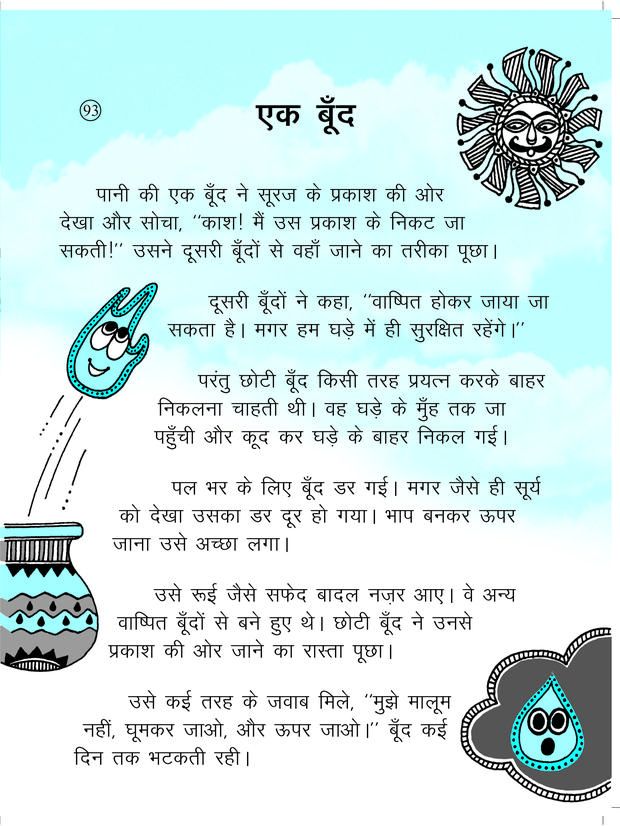 93
एक बूँद
पानी की एक बूँद ने सूरज के प्रकाश की ओर
देखा और सोचा, ‘‘काश! मैं उस प्रकाश के निकट जा
सकती!’’ उसने दूसरी बूँदों से वहाँ जाने का तरीका पूछा।
दूसरी बूँदों ने कहा, ‘‘वाष्पित होकर जाया जा
सकता है। मगर हम घड़े में ही सुरक्षित रहेंगे।’’
परंतु छोटी बूँद किसी तरह प्रयत्न करके बाहर
निकलना चाहती थी। वह घड़े के मुँह तक जा
पहुँची और कूद कर घड़े के बाहर निकल गई।
पल भर के लिए बूँद डर गई। मगर जैसे ही सूर्य
को देखा उसका डर दूर हो गया। भाप बनकर ऊपर
जाना उसे अच्छा लगा।
उसे रूई जैसे सफेद बादल नज़र आए। वे अन्य
वाष्पित बूँदों से बने हुए थे। छोटी बूँद ने उनसे
प्रकाश की ओर जाने का रास्ता पूछा।
उसे कई तरह के जवाब मिले, ‘‘मुझे मालूम
नहीं, घूमकर जाओ, और ऊपर जाओ।’’ बूँद कई
दिन तक भटकती रही।